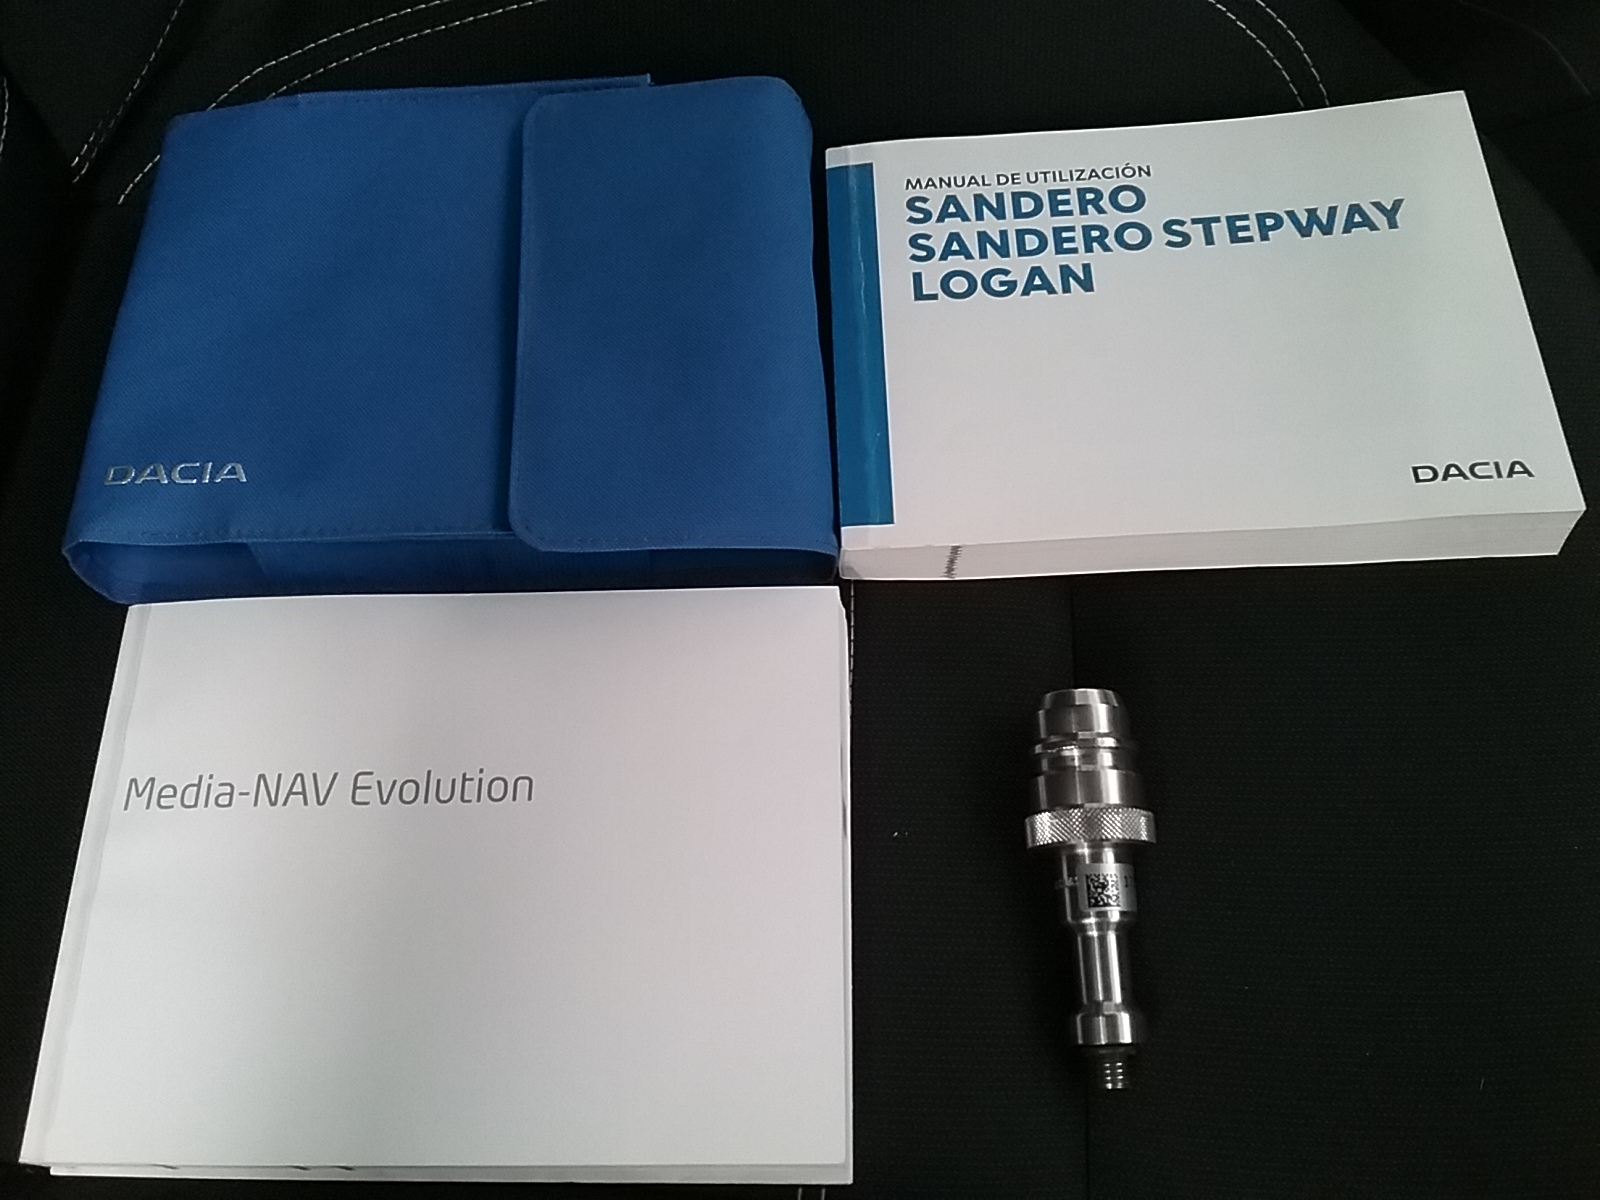 DACIA
MANUAL DE UTILIZACIÓN
SANDERO
SANDERO STEPWAY
LOGAN
DACIA
Media-NAV Evolution